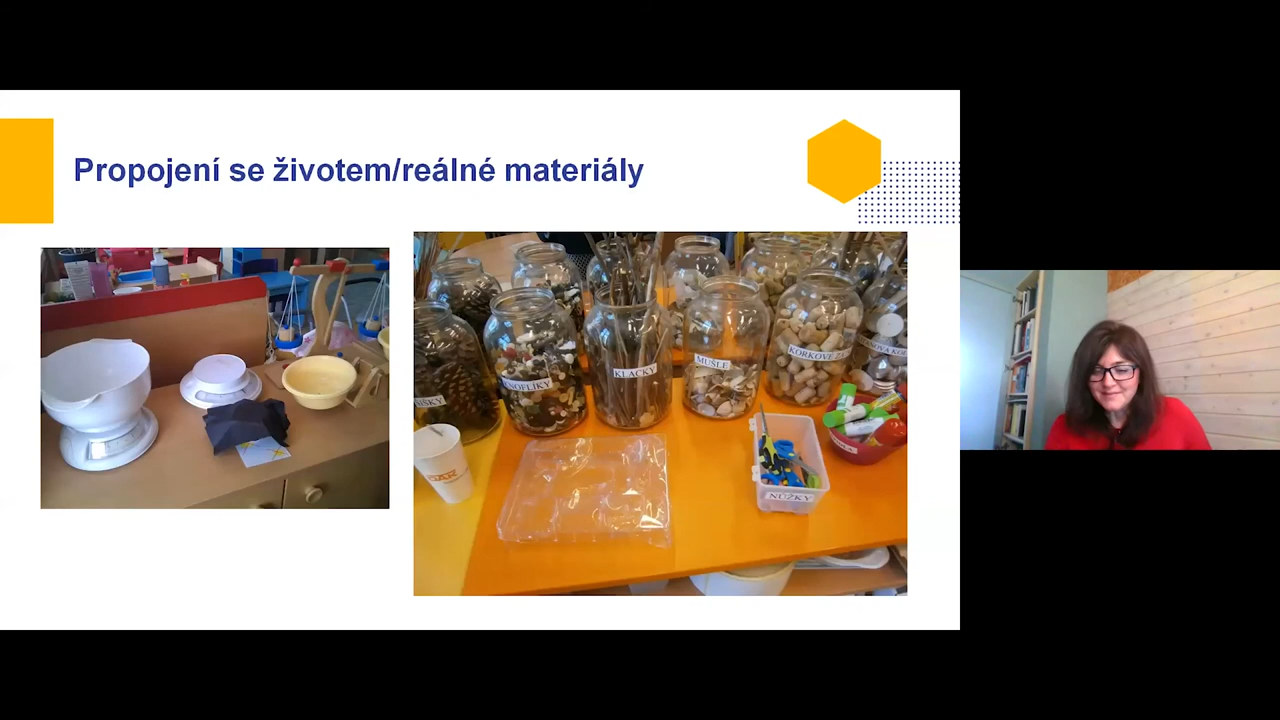 Propojení se životem/reálné materiály
KNOFLÍKY
KLACKY
MUŠLE
KORKOVÉ
NŮŽKY